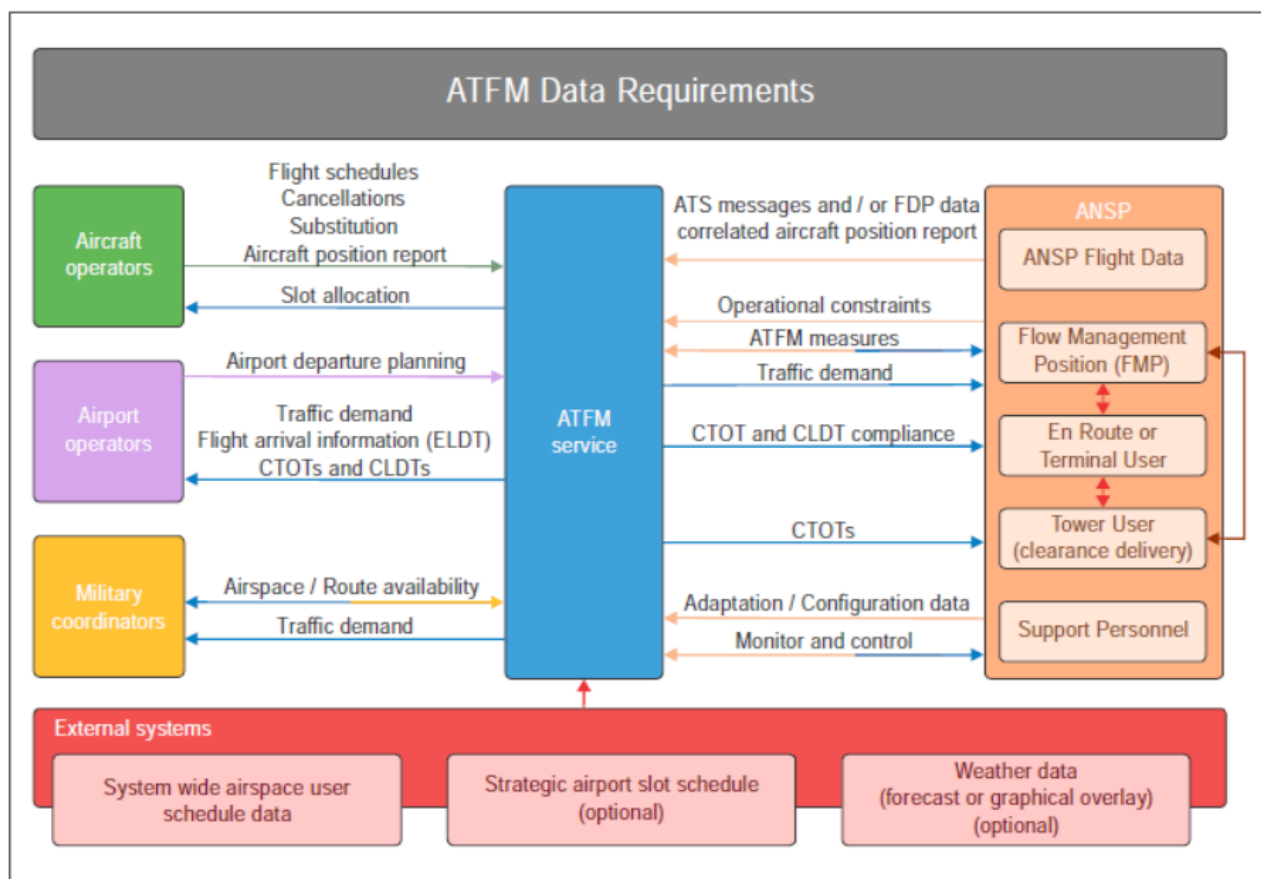 ATFM Data Requirements
Aircraft
operators
Flight schedules
Cancellations
Substitution
Aircraft position report
Slot allocation
Airport
operators
Airport departure planning
Traffic demand
Flight arrival information (ELDT)
CTOTs and CLDTs
Military
coordinators
Airspace / Route availability
Traffic demand
ATFM
service
ATS messages and / or FDP data
correlated aircraft position report
Operational constraints
ATFM measures
Traffic demand
CTOT and CLDT compliance
CTOTs
Adaptation / Configuration data
Monitor and control
ANSP
ANSP Flight Data
Flow Management
Position (FMP)
En Route or
Terminal User
Tower User
(clearance delivery)
Support Personnel
External systems
System wide airspace user
schedule data
Strategic airport slot schedule
(optional)
Weather data
(forecast or graphical overlay)
(optional)